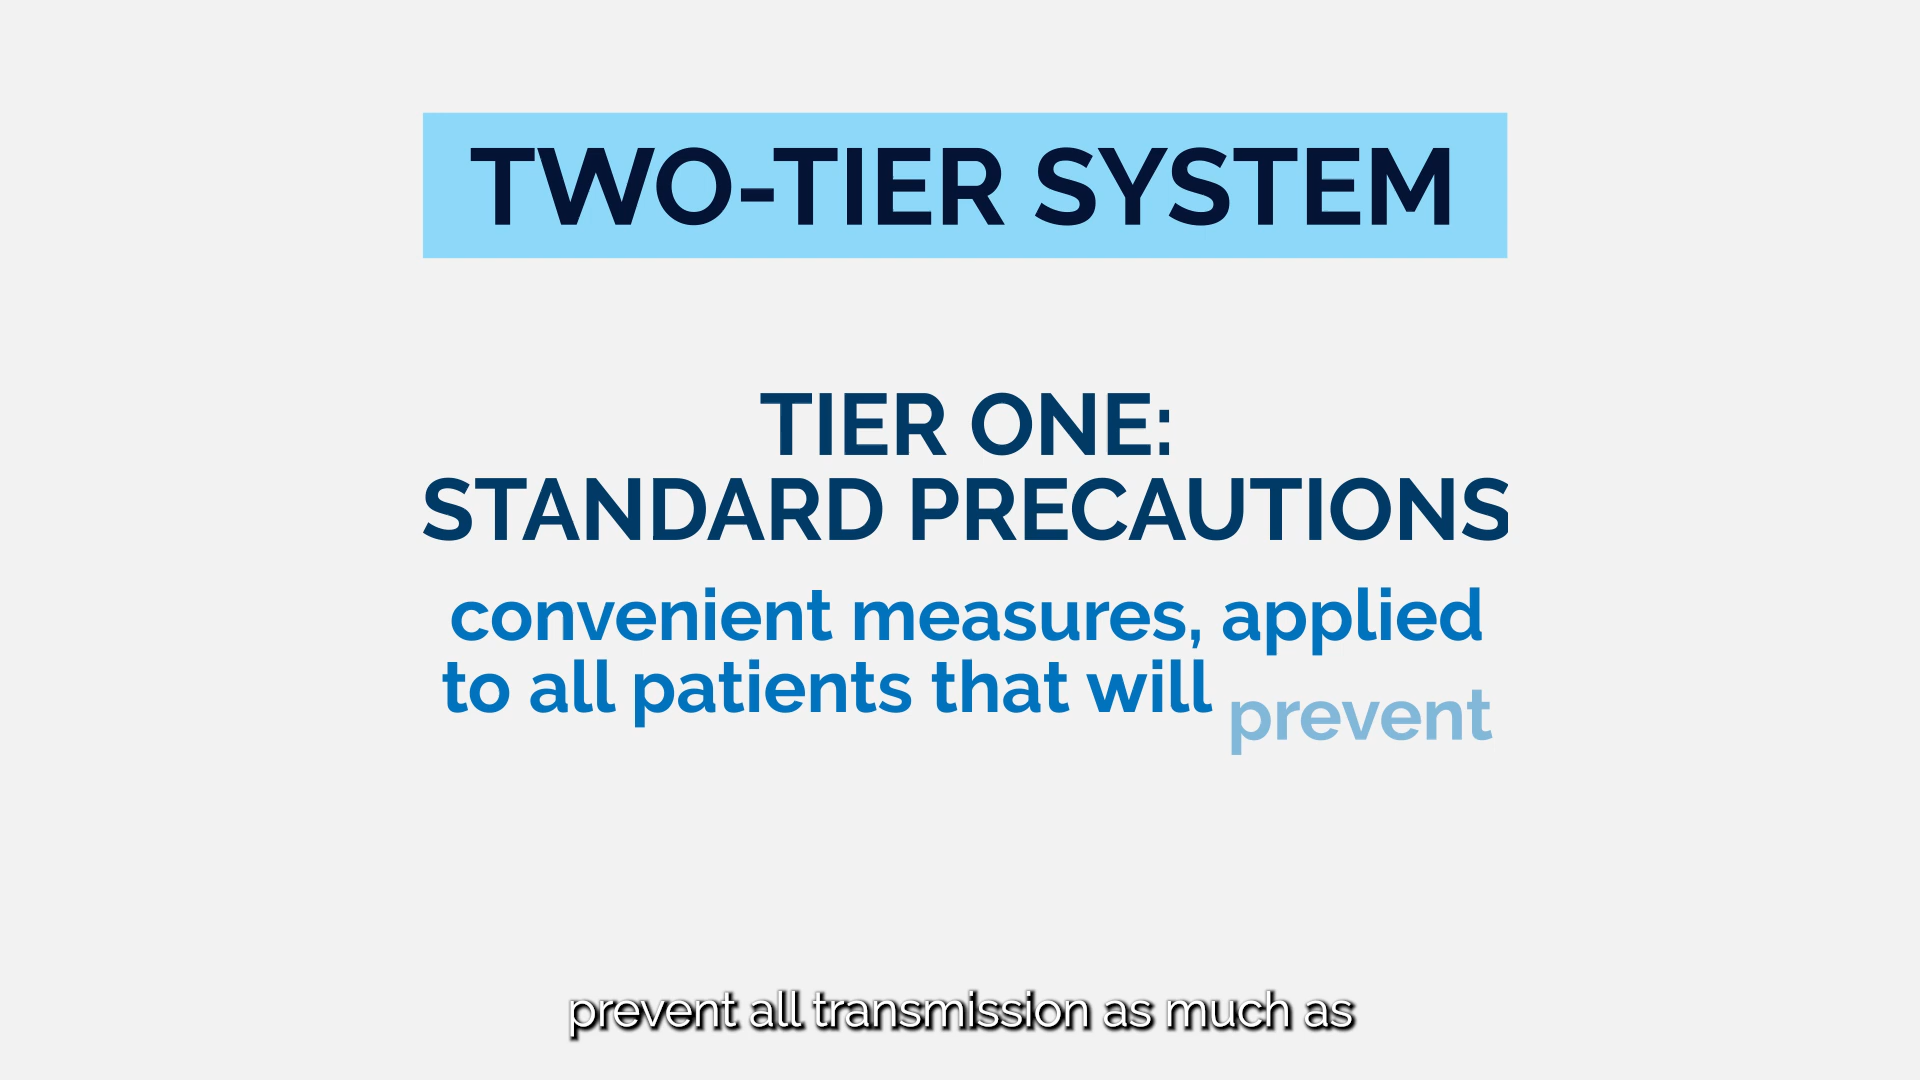 TWO-TIER SYSTEM
TIER ONE:
STANDARD PRECAUTIONS
convenient measures, applied
to all patients that will prevent
prevent all transmission as much as